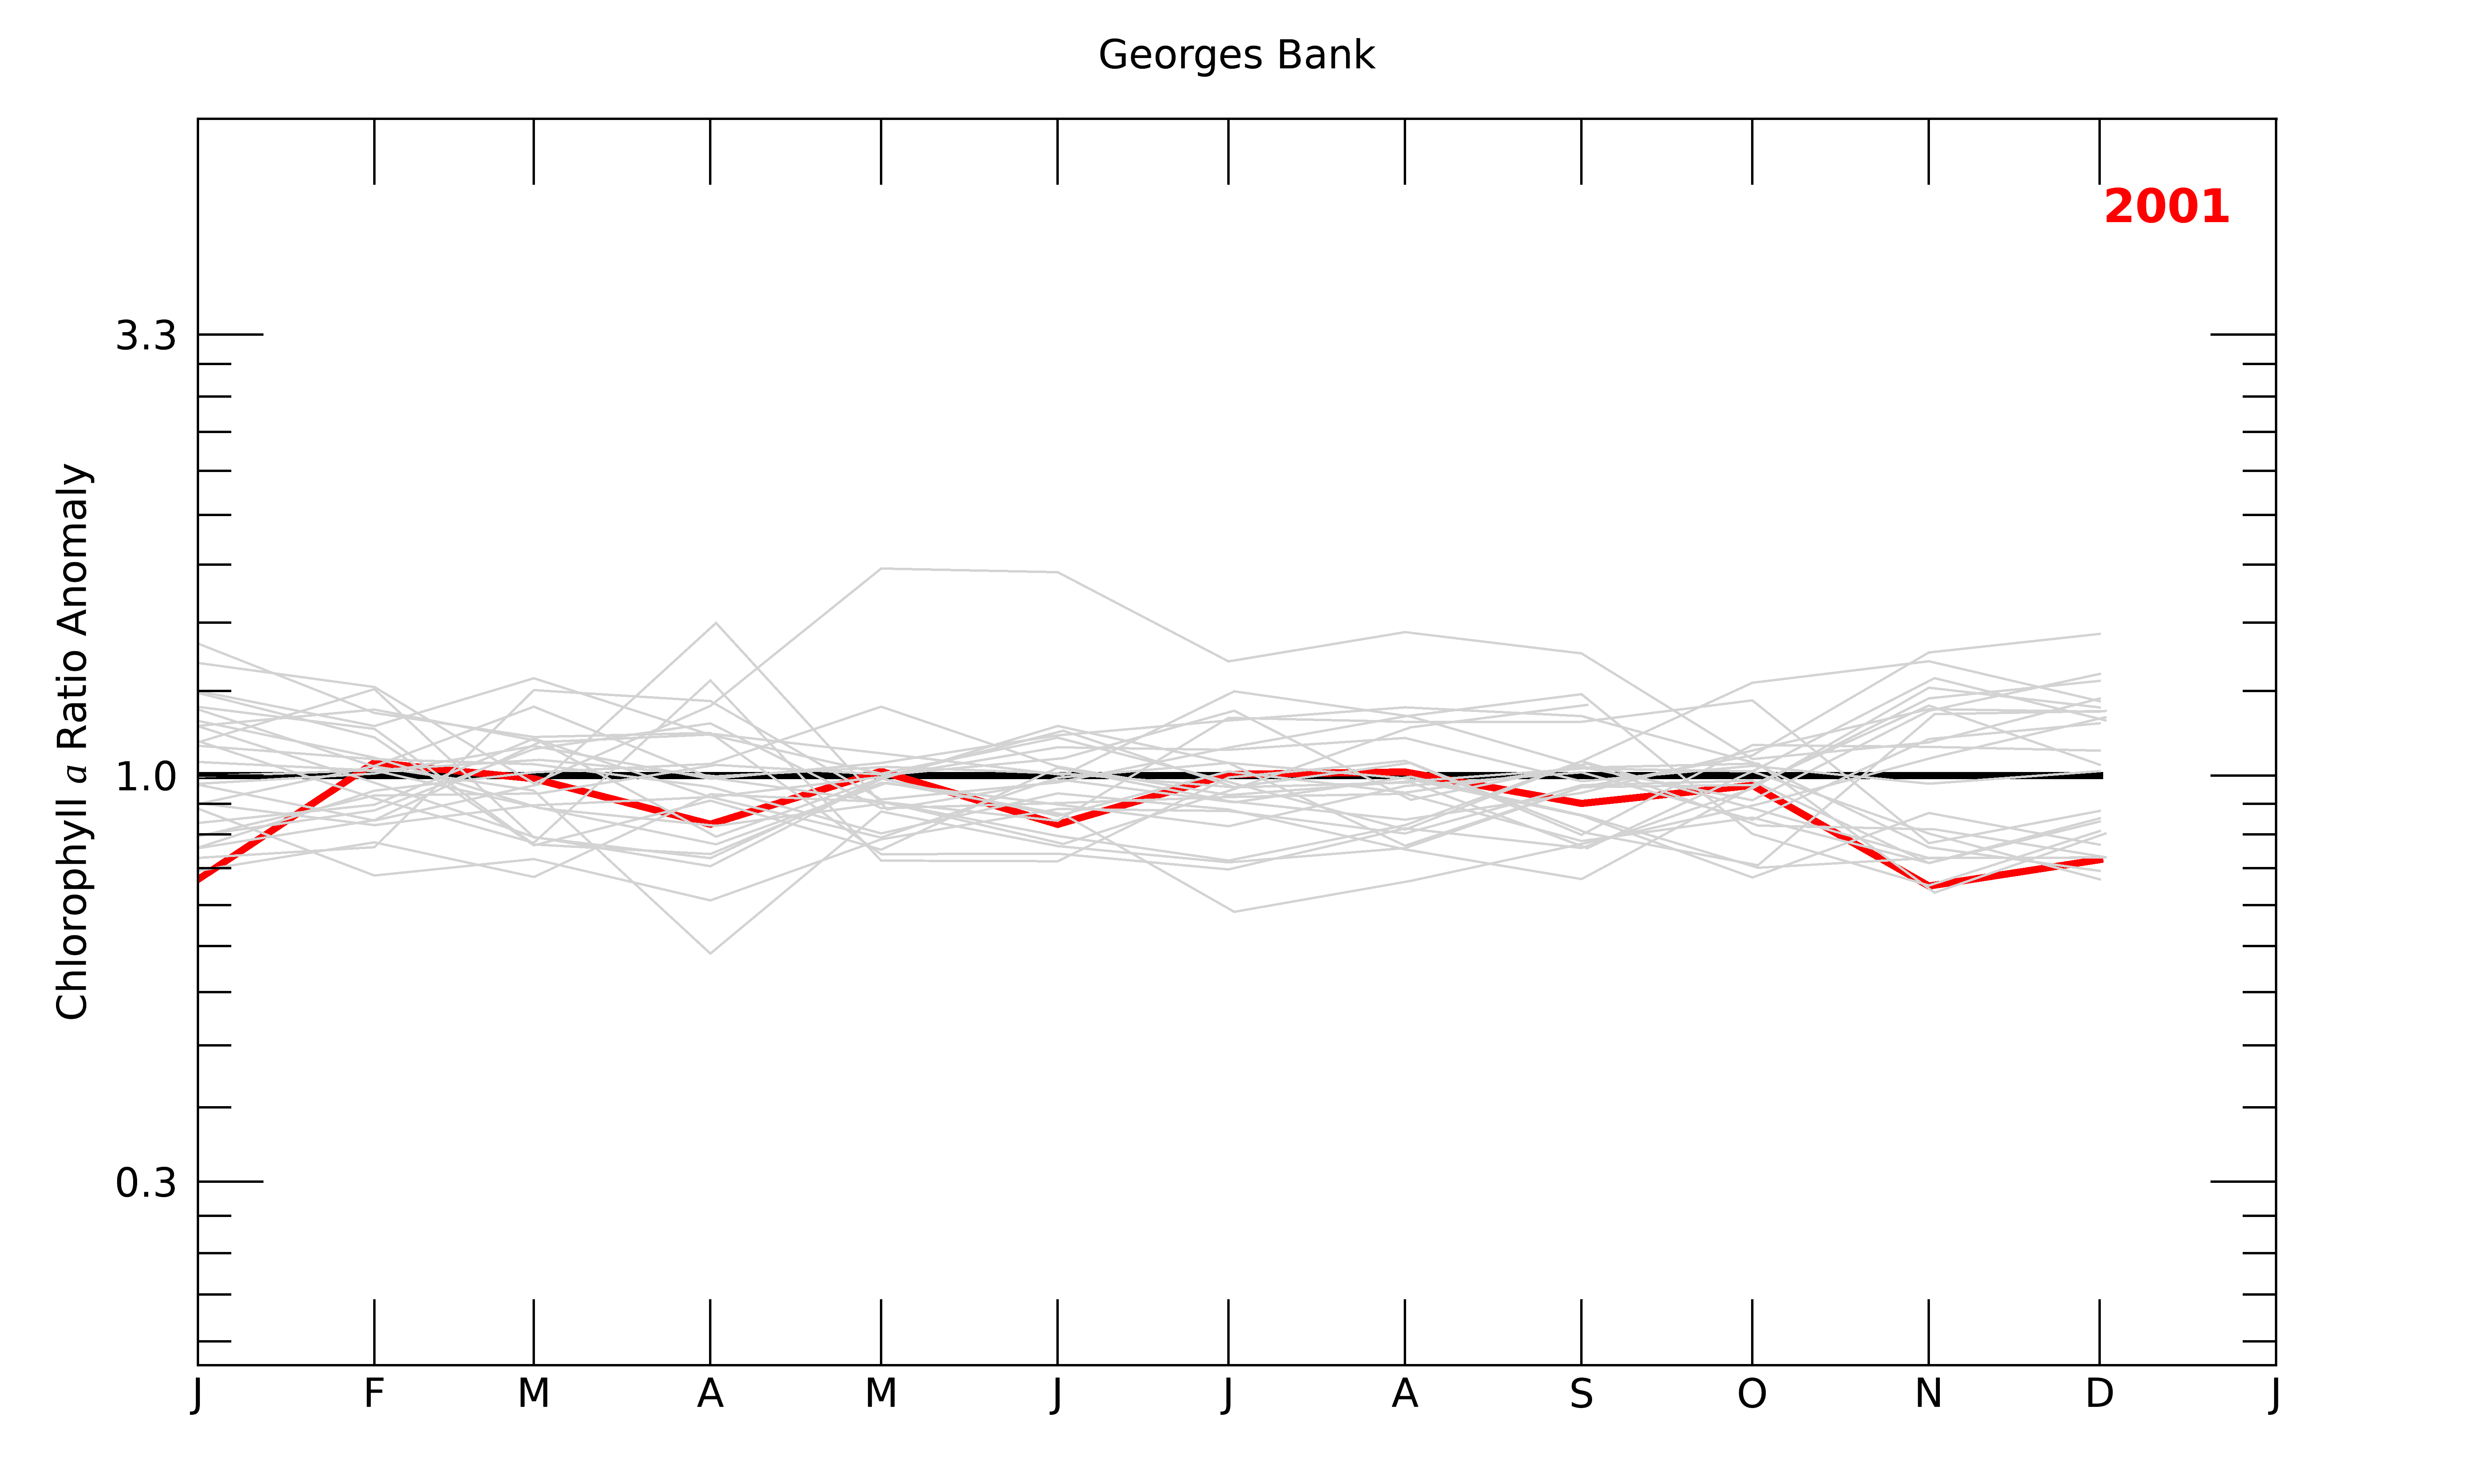 Georges Bank
2001
Chlorophyll a Ratio Anomaly
3.3
1.0
0.3
J F M A M J J A S O N D J